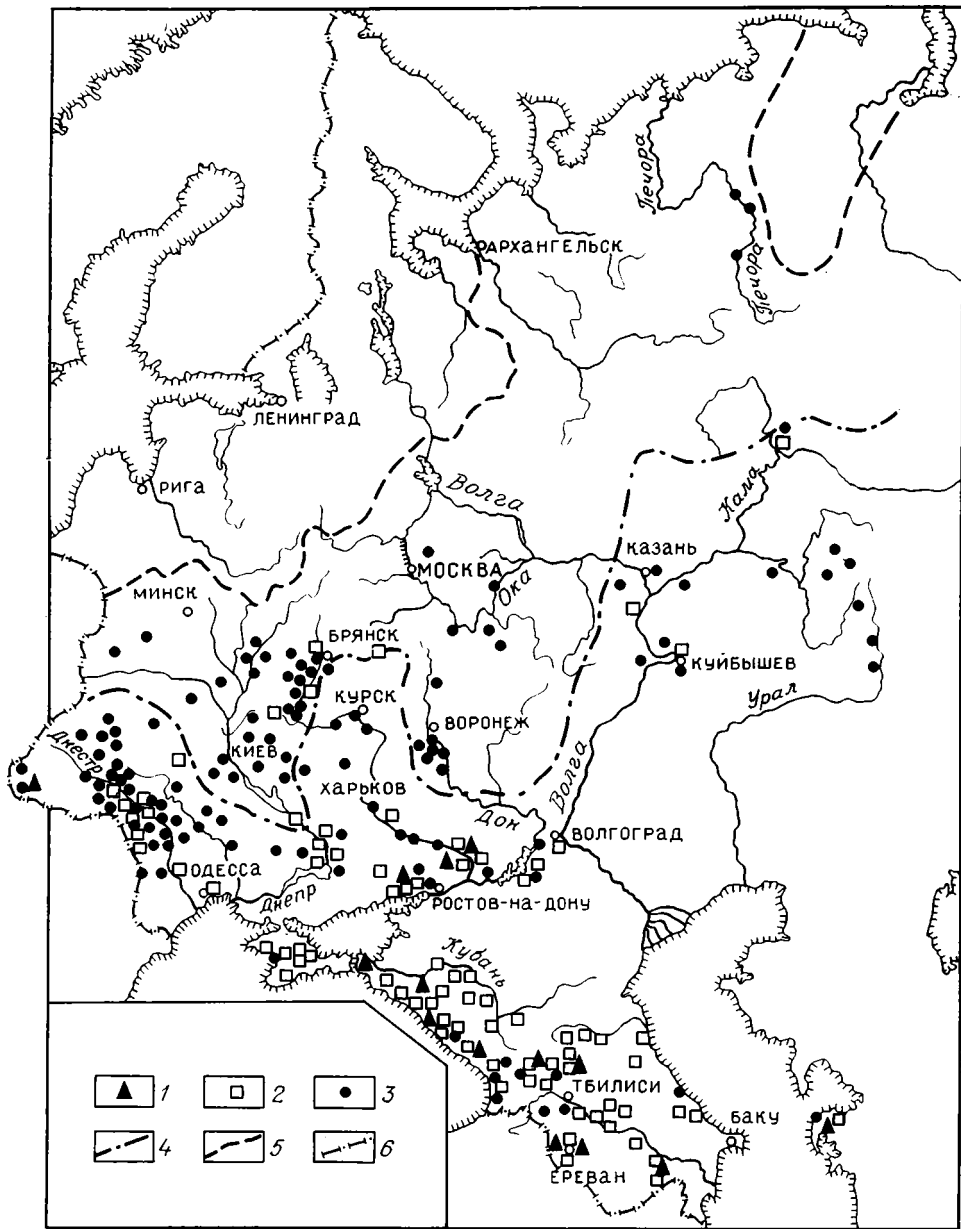 Печора
АРХАНГЕЛЬСК
Печора
ЛЕНИНГРАД
РИГА
Волга
Кама
КАЗАНЬ
МОСКВА
Ока
МИНСК
БРЯНСК
КУЙБЫШЕВ
КУРСК
Урал
ВОРОНЕЖ
Днестр
КИЕВ
Волга
ХАРЬКОВ
Дон
ВОЛГОГРАД
ОДЕССА
Днепр
РОСТОВ-НА-ДОНУ
Кубань
ТБИЛИСИ
БАКУ
ЕРЕВАН
1 2 3
4 5 6